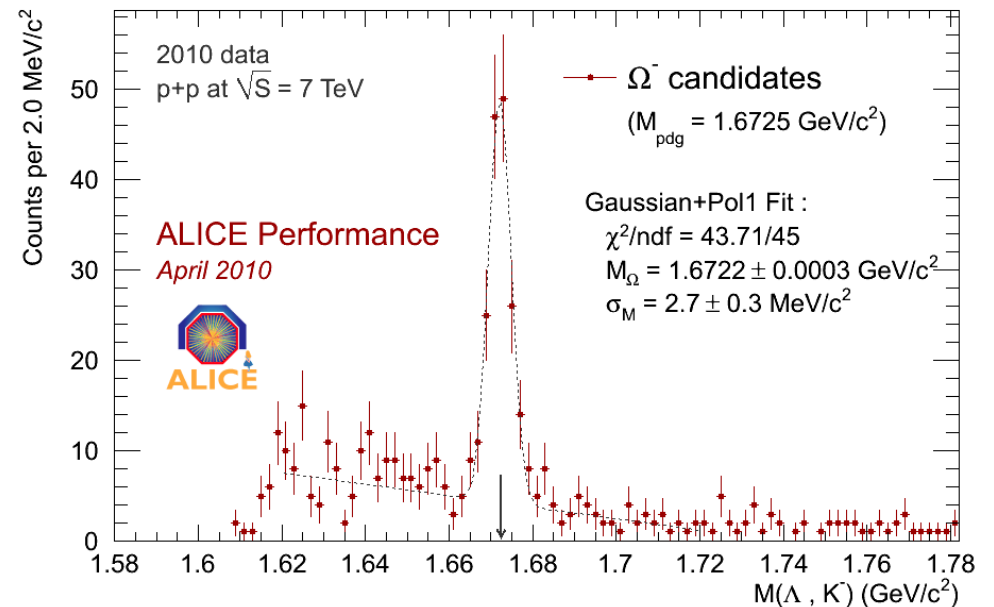 Counts per 2.0 MeV/c²
2010 data
p+p at √S = 7 TeV
Ω⁻ candidates
(M_pdg = 1.6725 GeV/c²)
Gaussian+Pol1 Fit :
χ²/ndf = 43.71/45
M_Ω = 1.6722 ± 0.0003 GeV/c²
σ_M = 2.7 ± 0.3 MeV/c²
ALICE Performance
April 2010
ALICE
50
40
30
20
10
0
1.58 1.6 1.62 1.64 1.66 1.68 1.7 1.72 1.74 1.76 1.78
M(Λ , K⁻) (GeV/c²)